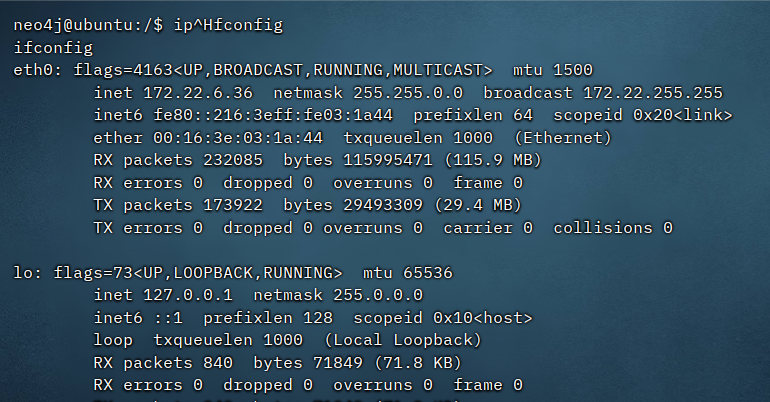 neo4j@ubuntu:/$ ip^Hfconfig
ifconfig
eth0: flags=4163<UP,BROADCAST,RUNNING,MULTICAST>  mtu 1500
        inet 172.22.6.36  netmask 255.255.0.0  broadcast 172.22.255.255
        inet6 fe80::216:3eff:fe03:1a44  prefixlen 64  scopeid 0x20<link>
        ether 00:16:3e:03:1a:44  txqueuelen 1000  (Ethernet)
        RX packets 232085  bytes 115995471 (115.9 MB)
        RX errors 0  dropped 0  overruns 0  frame 0
        TX packets 173922  bytes 29493309 (29.4 MB)
        TX errors 0  dropped 0 overruns 0  carrier 0  collisions 0

lo: flags=73<UP,LOOPBACK,RUNNING>  mtu 65536
        inet 127.0.0.1  netmask 255.0.0.0
        inet6 ::1  prefixlen 128  scopeid 0x10<host>
        loop  txqueuelen 1000  (Local Loopback)
        RX packets 840  bytes 71849 (71.8 KB)
        RX errors 0  dropped 0  overruns 0  frame 0